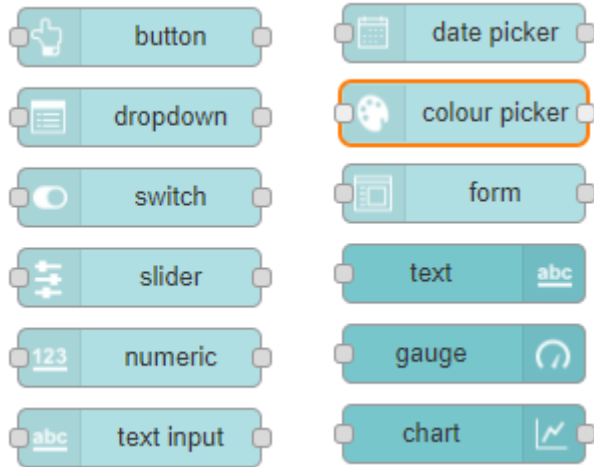 button
dropdown
switch
slider
123 numeric
abc text input
date picker
colour picker
form
text abc
gauge
chart